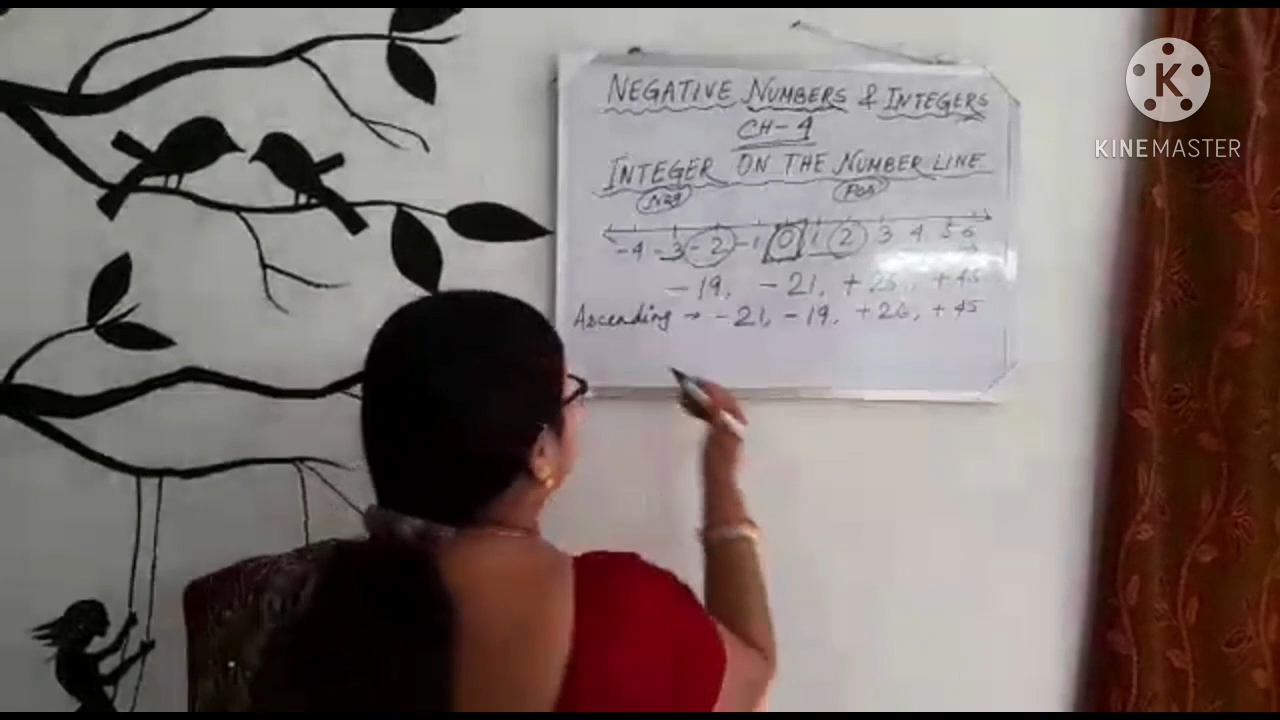 NEGATIVE NUMBERS & INTEGERS
CH-4
INTEGER ON THE NUMBER LINE
Neg Pos
-4 -3 -2 -1 0 1 2 3 4 5 6
-19, -21, +26, +45
Ascending → -21, -19, +26, +45
K
KINEMASTER